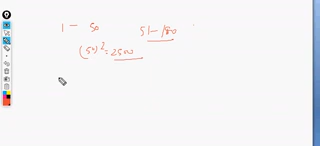 1 – 50 51 – 100
(50)² = 2500